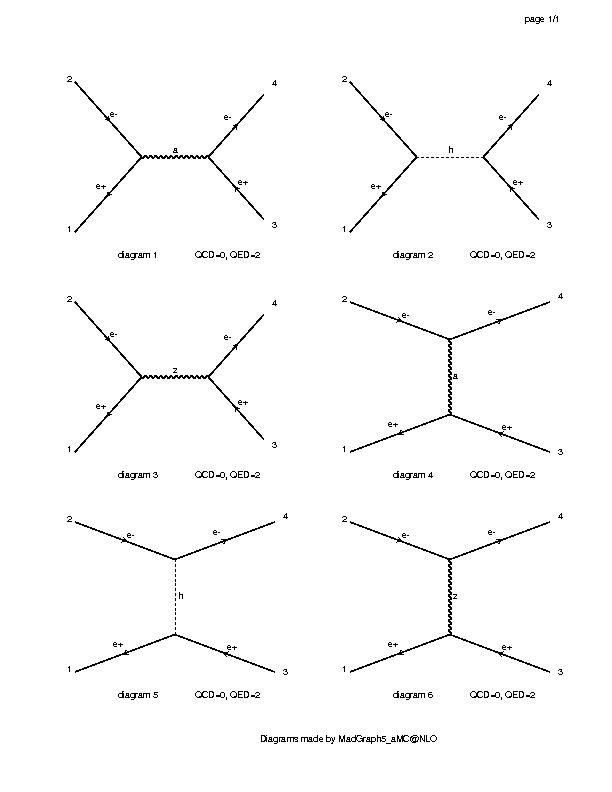 page 1/1
2 4
e- e-
a
e+ e+
1 3
diagram 1 QCD=0, QED=2
2 4
e- e-
h
e+ e+
1 3
diagram 2 QCD=0, QED=2
2 4
e- e-
z
e+ e+
1 3
diagram 3 QCD=0, QED=2
2 4
e- e-
a
e+ e+
1 3
diagram 4 QCD=0, QED=2
2 4
e- e-
h
e+ e+
1 3
diagram 5 QCD=0, QED=2
2 4
e- e-
z
e+ e+
1 3
diagram 6 QCD=0, QED=2
Diagrams made by MadGraph5_aMC@NLO